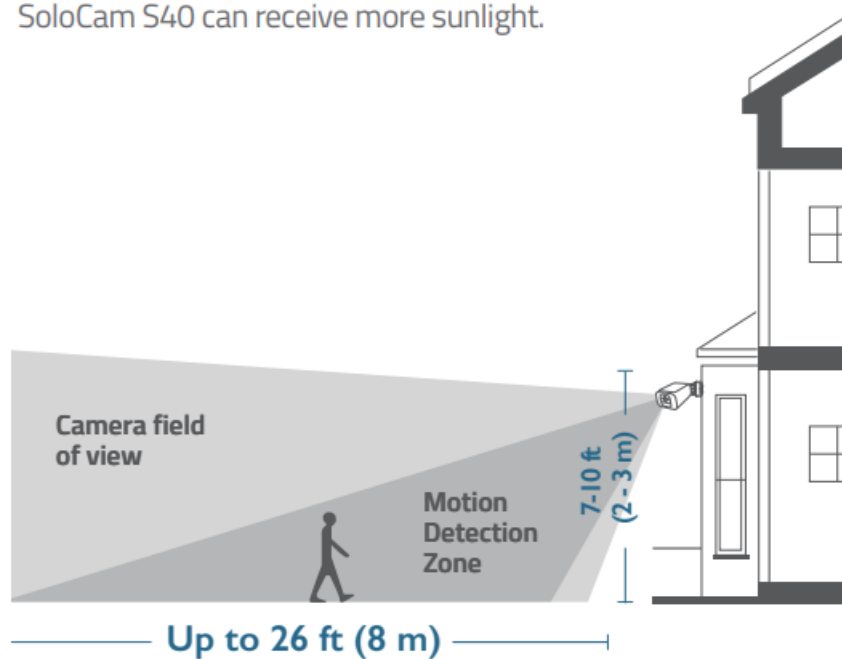 SoloCam S40 can receive more sunlight.
Camera field
of view
7-10 ft
(2 - 3 m)
Motion
Detection
Zone
Up to 26 ft (8 m)